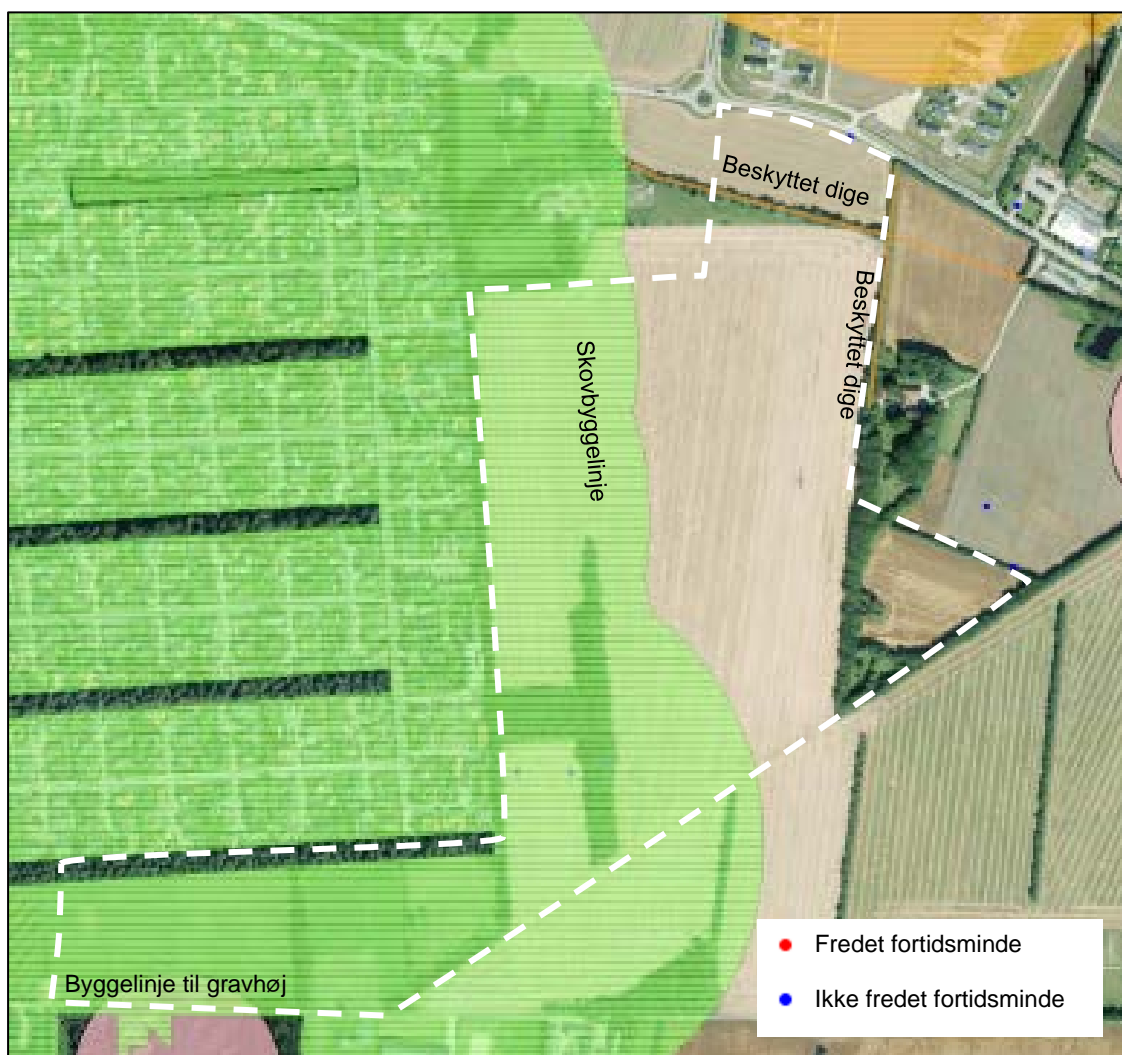 Beskyttet dige
Beskyttet dige
Skovbyggelinje
Byggelinje til gravhøj
Fredet fortidsminde
Ikke fredet fortidsminde